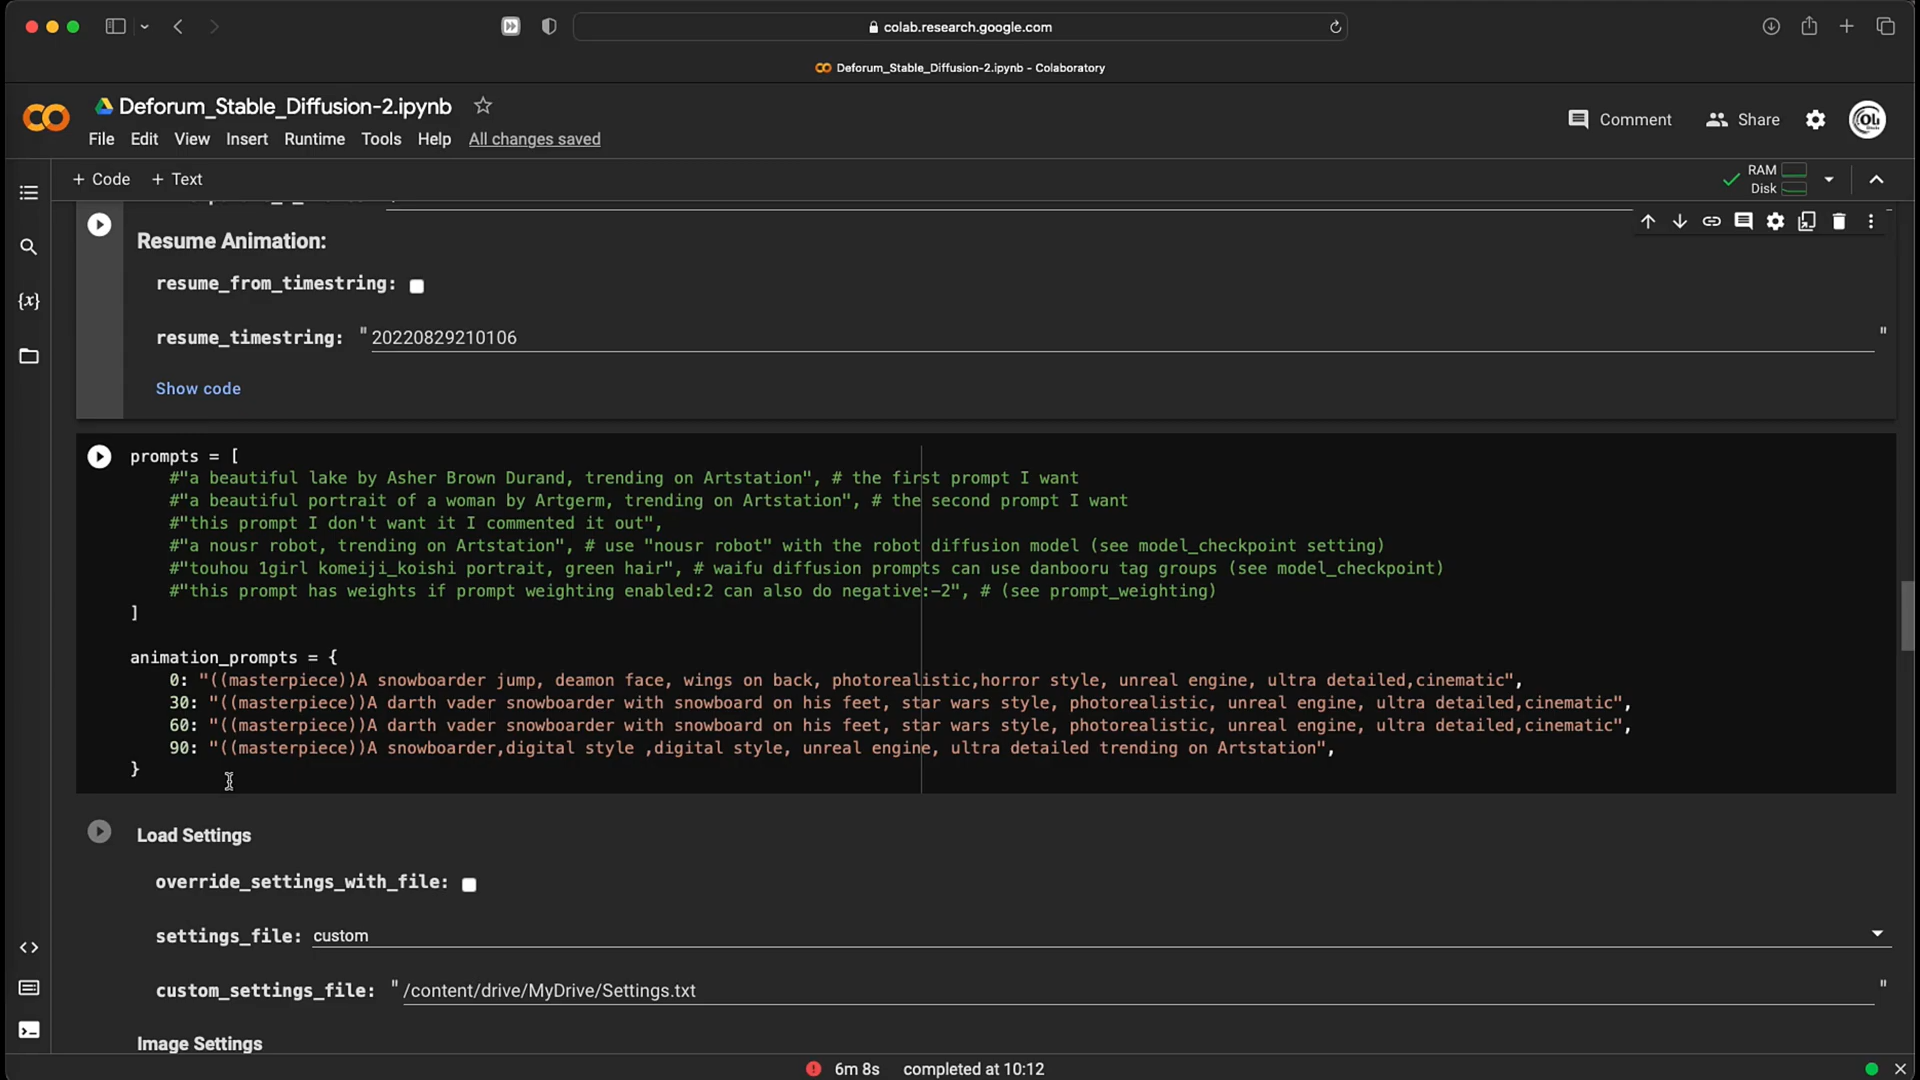 colab.research.google.com
Deforum_Stable_Diffusion-2.ipynb - Colaboratory
Deforum_Stable_Diffusion-2.ipynb
Comment
Share
File Edit View Insert Runtime Tools Help All changes saved
+ Code + Text
RAM
Disk
Resume Animation:
resume_from_timestring:
resume_timestring: "20220829210106"
Show code
prompts = [
#"a beautiful lake by Asher Brown Durand, trending on Artstation", # the first prompt I want
#"a beautiful portrait of a woman by Artgerm, trending on Artstation", # the second prompt I want
#"this prompt I don't want it I commented it out",
#"a nousr robot, trending on Artstation", # use "nousr robot" with the robot diffusion model (see model_checkpoint setting)
#"touhou 1girl komeiji_koishi portrait, green hair", # waifu diffusion prompts can use danbooru tag groups (see model_checkpoint)
#"this prompt has weights if prompt weighting enabled:2 can also do negative:-2", # (see prompt_weighting)
]
animation_prompts = {
0: "((masterpiece))A snowboarder jump, deamon face, wings on back, photorealistic,horror style, unreal engine, ultra detailed,cinematic",
30: "((masterpiece))A darth vader snowboarder with snowboard on his feet, star wars style, photorealistic, unreal engine, ultra detailed,cinematic",
60: "((masterpiece))A darth vader snowboarder with snowboard on his feet, star wars style, photorealistic, unreal engine, ultra detailed,cinematic",
90: "((masterpiece))A snowboarder,digital style ,digital style, unreal engine, ultra detailed trending on Artstation",
}
Load Settings
override_settings_with_file:
settings_file: custom
custom_settings_file: "/content/drive/MyDrive/Settings.txt"
Image Settings
6m 8s completed at 10:12